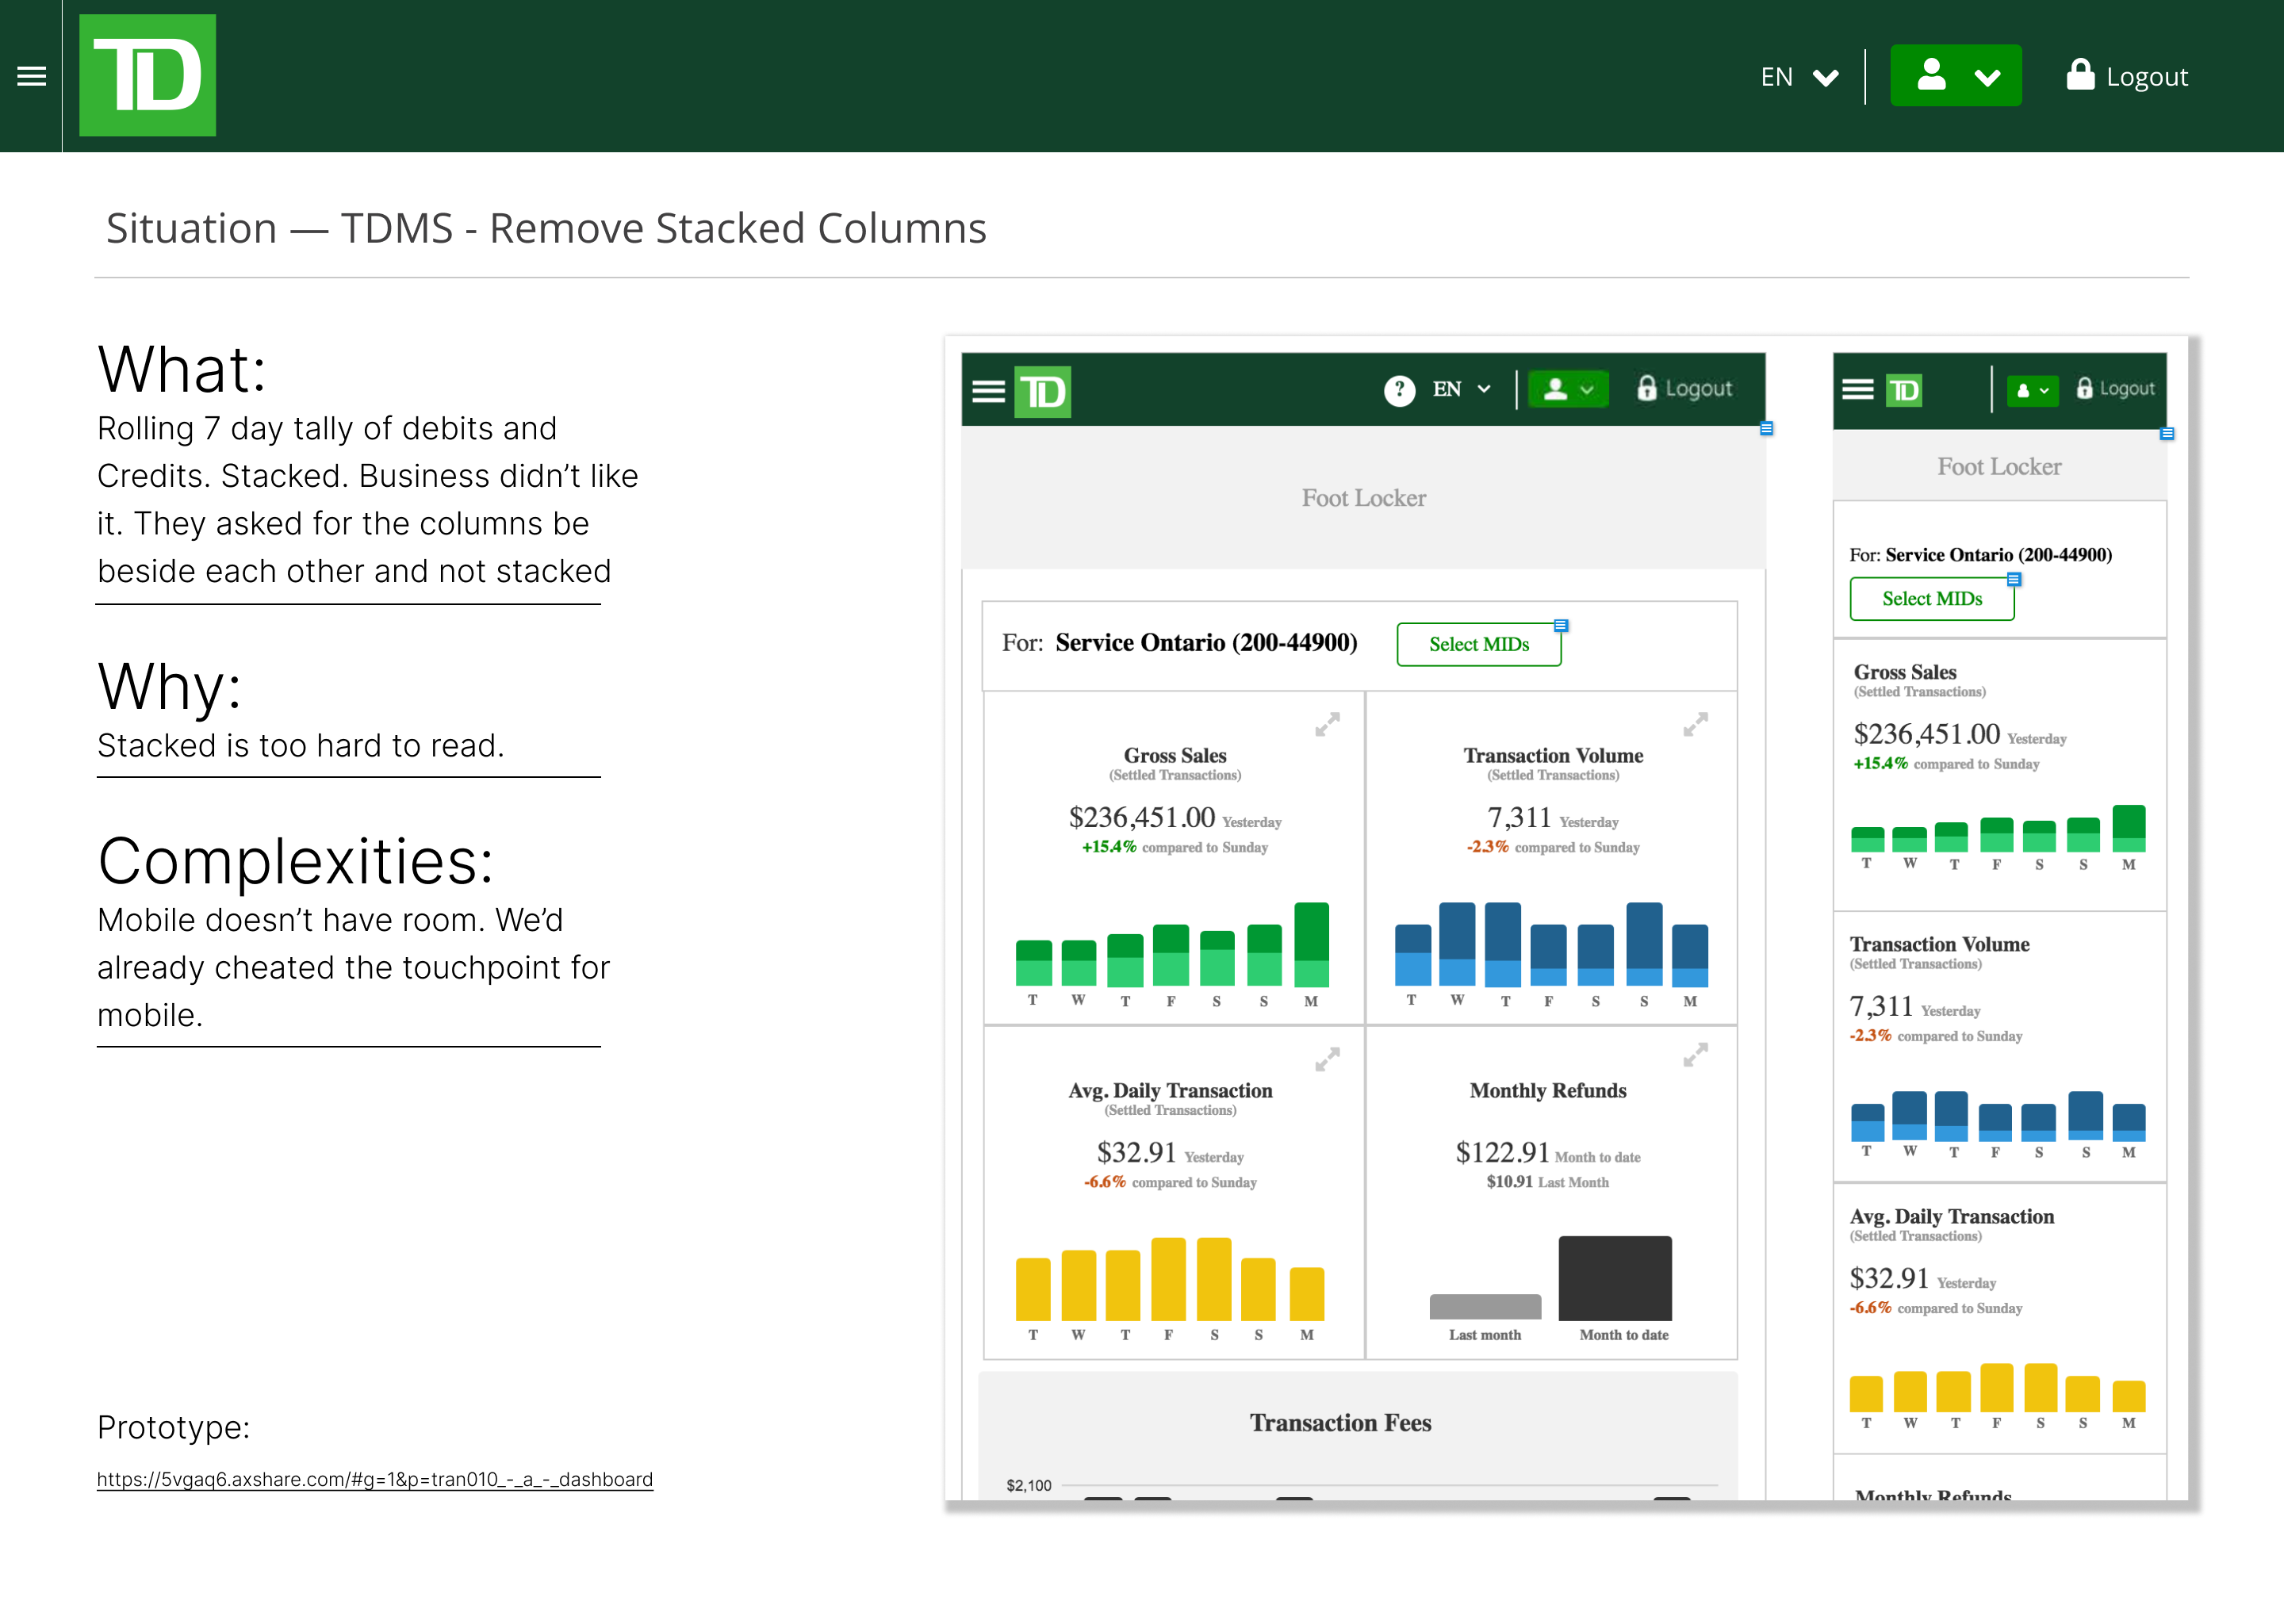 TD
EN
Logout
Situation — TDMS - Remove Stacked Columns
What:
Rolling 7 day tally of debits and
Credits. Stacked. Business didn’t like
it. They asked for the columns be
beside each other and not stacked
Why:
Stacked is too hard to read.
Complexities:
Mobile doesn’t have room. We’d
already cheated the touchpoint for
mobile.
Prototype:
https://5vgaq6.axshare.com/#g=1&p=tran010_-_a_-_dashboard
TD
?
EN
Logout
Foot Locker
For: Service Ontario (200-44900)
Select MIDs
Gross Sales
(Settled Transactions)
$236,451.00 Yesterday
+15.4% compared to Sunday
T W T F S S M
Transaction Volume
(Settled Transactions)
7,311 Yesterday
-2.3% compared to Sunday
T W T F S S M
Avg. Daily Transaction
(Settled Transactions)
$32.91 Yesterday
-6.6% compared to Sunday
T W T F S S M
Monthly Refunds
$122.91 Month to date
$10.91 Last Month
Last month Month to date
Transaction Fees
$2,100
TD
Logout
Foot Locker
For: Service Ontario (200-44900)
Select MIDs
Gross Sales
(Settled Transactions)
$236,451.00 Yesterday
+15.4% compared to Sunday
T W T F S S M
Transaction Volume
(Settled Transactions)
7,311 Yesterday
-2.3% compared to Sunday
T W T F S S M
Avg. Daily Transaction
(Settled Transactions)
$32.91 Yesterday
-6.6% compared to Sunday
T W T F S S M
Monthly Refunds